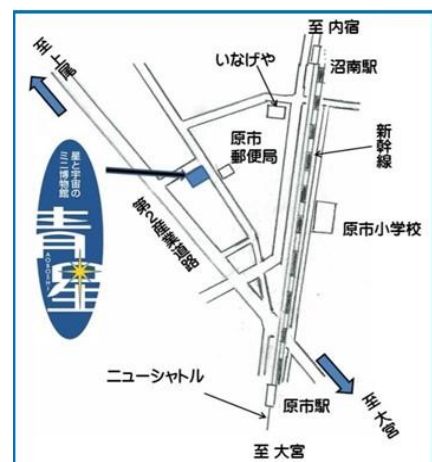 至 内宿
至上尾
いなげや
沼南駅
新幹線
原市
郵便局
星と宇宙の
ミニ博物館
青星
AOBOSHI
第2産業道路
原市小学校
ニューシャトル
原市駅
至大宮
至 大宮